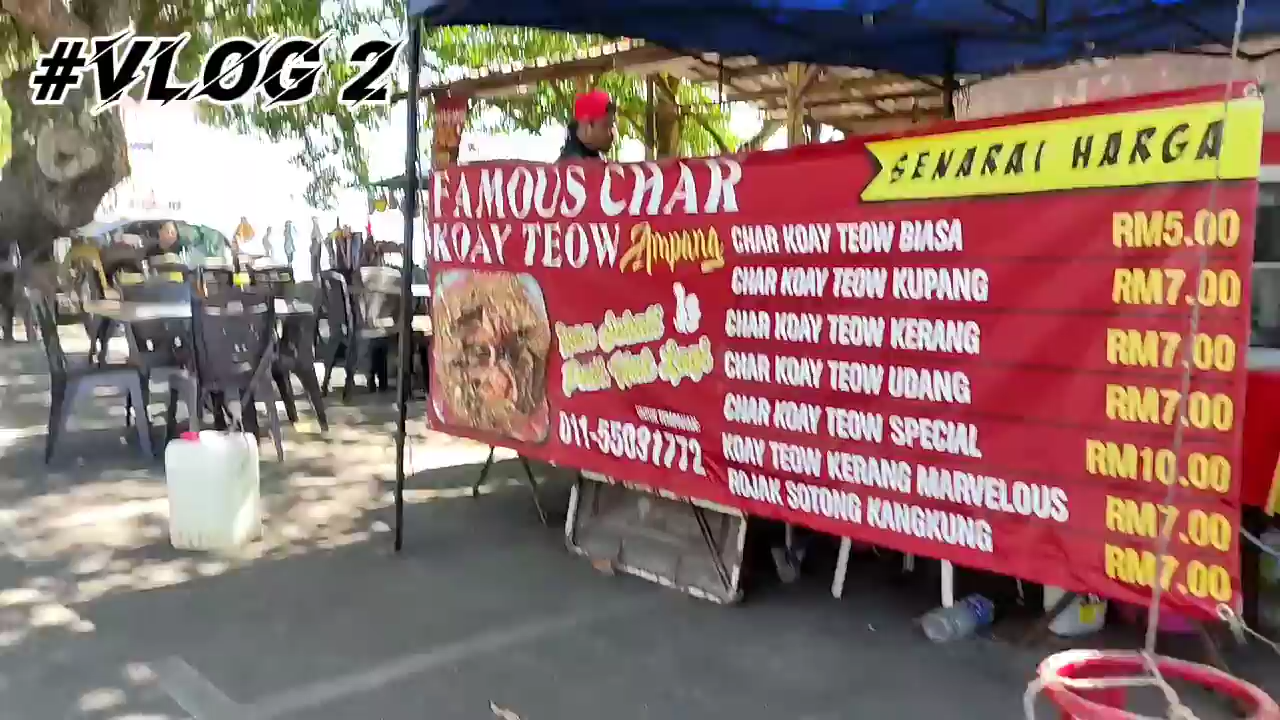 #VLOG 2
FAMOUS CHAR
KOAY TEOW Ampang
011-55031772
SENARAI HARGA
CHAR KOAY TEOW BIASA RM5.00
CHAR KOAY TEOW KUPANG RM7.00
CHAR KOAY TEOW KERANG RM7.00
CHAR KOAY TEOW UDANG RM7.00
CHAR KOAY TEOW SPECIAL RM10.00
KOAY TEOW KERANG MARVELOUS RM7.00
ROJAK SOTONG KANGKUNG RM7.00